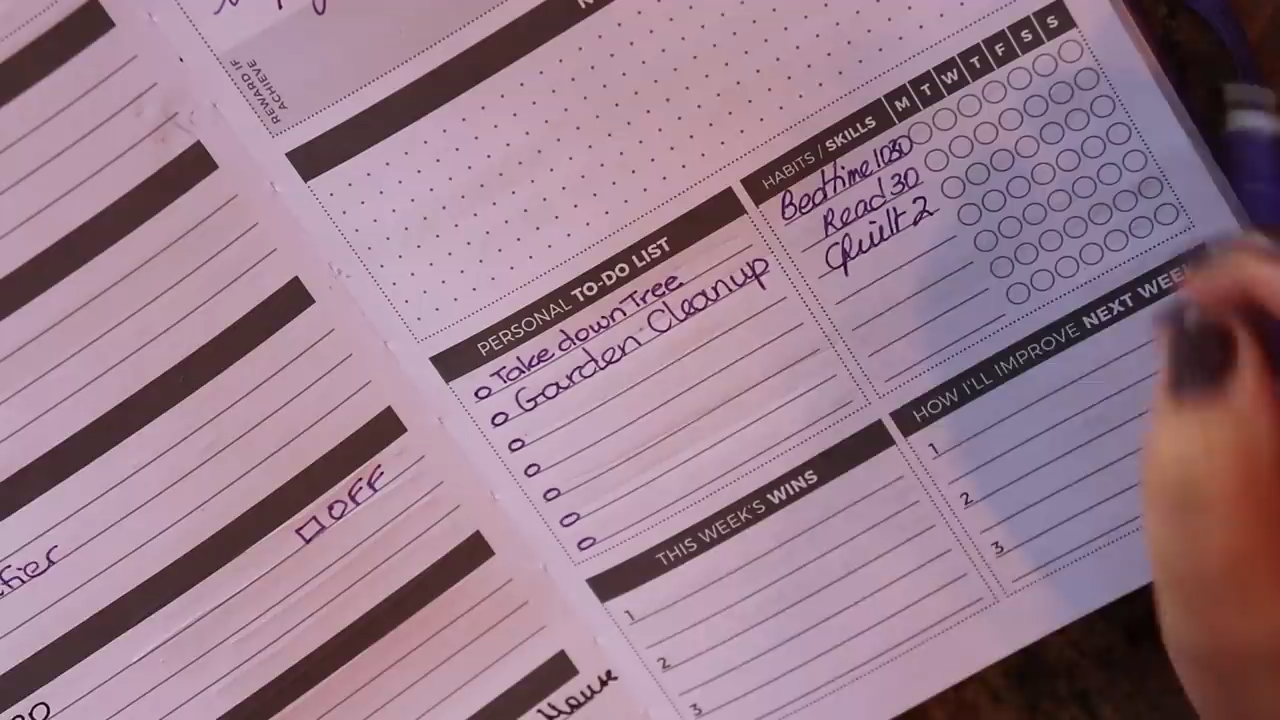 REWARD IF
ACHIEVE
HABITS / SKILLS M T W T F S S
Bedtime 1030
Read 30
Quilt 2
PERSONAL TO-DO LIST
Take down Tree
Garden Cleanup
HOW I'LL IMPROVE NEXT WEEK
1
2
3
THIS WEEK'S WINS
1
2
3
OFF